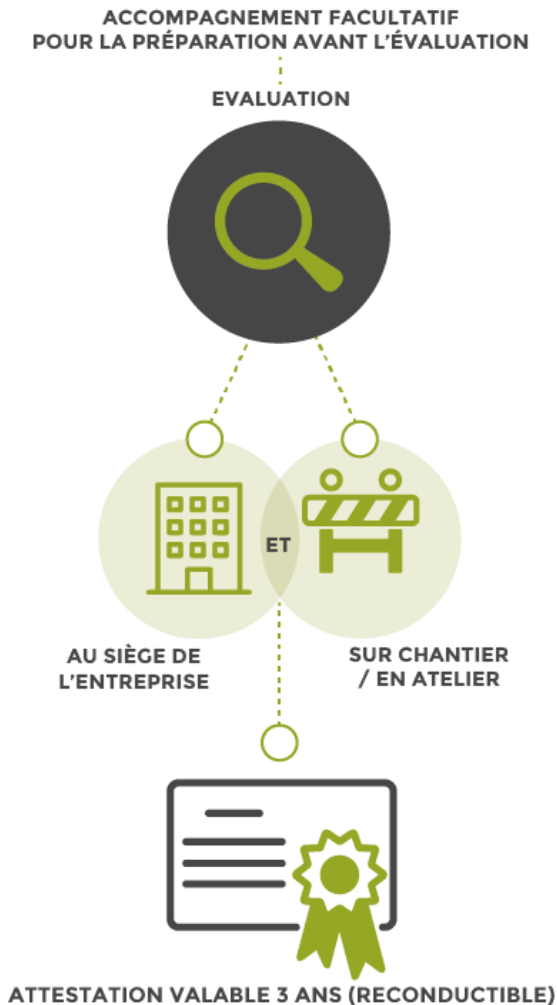 ACCOMPAGNEMENT FACULTATIF
POUR LA PRÉPARATION AVANT L'ÉVALUATION
EVALUATION
ET
AU SIÈGE DE
L'ENTREPRISE
SUR CHANTIER
/ EN ATELIER
ATTESTATION VALABLE 3 ANS (RECONDUCTIBLE)